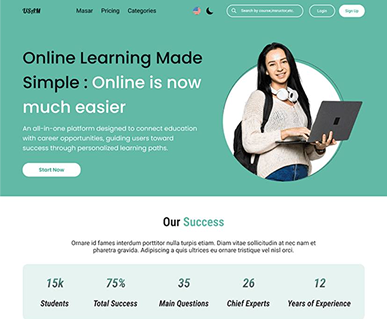 Masar Pricing Categories
Search by course, mentor, etc.
Login
Sign Up
Online Learning Made
Simple : Online is now
much easier
An all-in-one platform designed to connect education
with career opportunities, guiding users toward
success through personalized learning paths.
Start Now
Our Success
Ornare id fames interdum porttitor nulla turpis etiam. Diam vitae sollicitudin at nec nam et
pharetra gravida. Adipiscing a quis ultrices eu ornare tristique vel nisl orci.
15k 75% 35 26 12
Students Total Success Main Questions Chief Experts Years of Experience